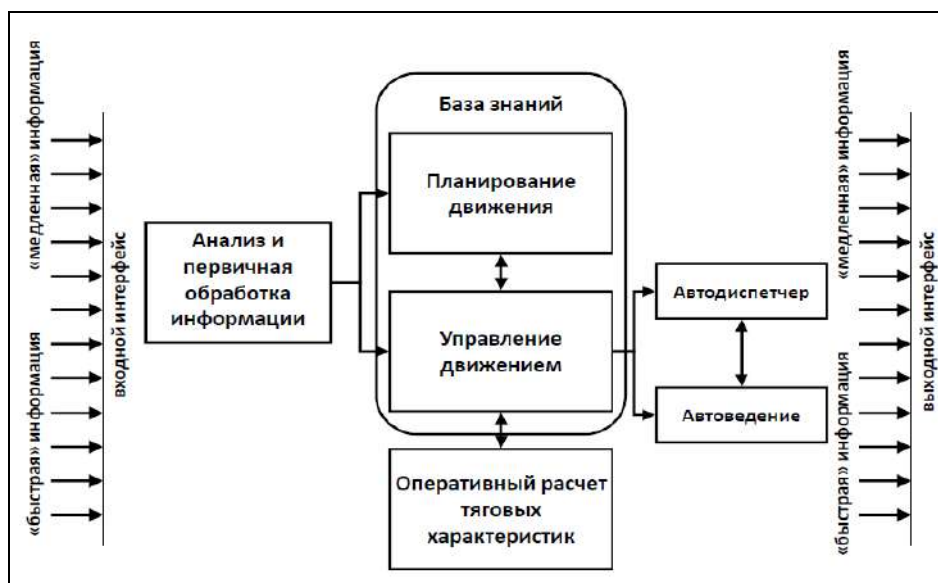 «медленная» информация
«быстрая» информация
входной интерфейс
Анализ и
первичная
обработка
информации
База знаний
Планирование
движения
Управление
движением
Оперативный расчет
тяговых
характеристик
Автодиспетчер
Автоведение
«медленная» информация
«быстрая» информация
выходной интерфейс